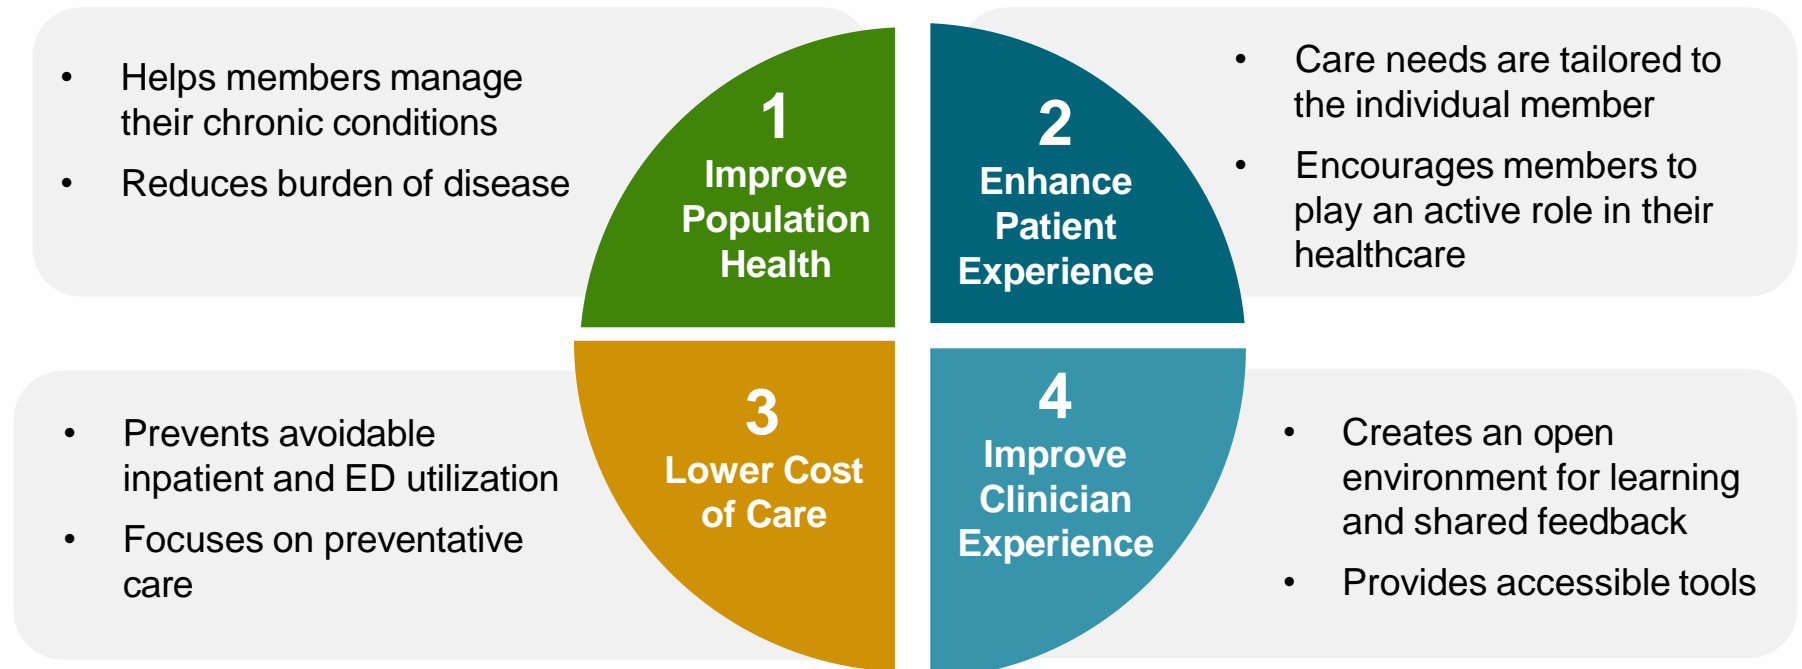 • Helps members manage
their chronic conditions
• Reduces burden of disease
1
Improve
Population
Health
2
Enhance
Patient
Experience
• Care needs are tailored to
the individual member
• Encourages members to
play an active role in their
healthcare
• Prevents avoidable
inpatient and ED utilization
• Focuses on preventative
care
3
Lower Cost
of Care
4
Improve
Clinician
Experience
• Creates an open
environment for learning
and shared feedback
• Provides accessible tools